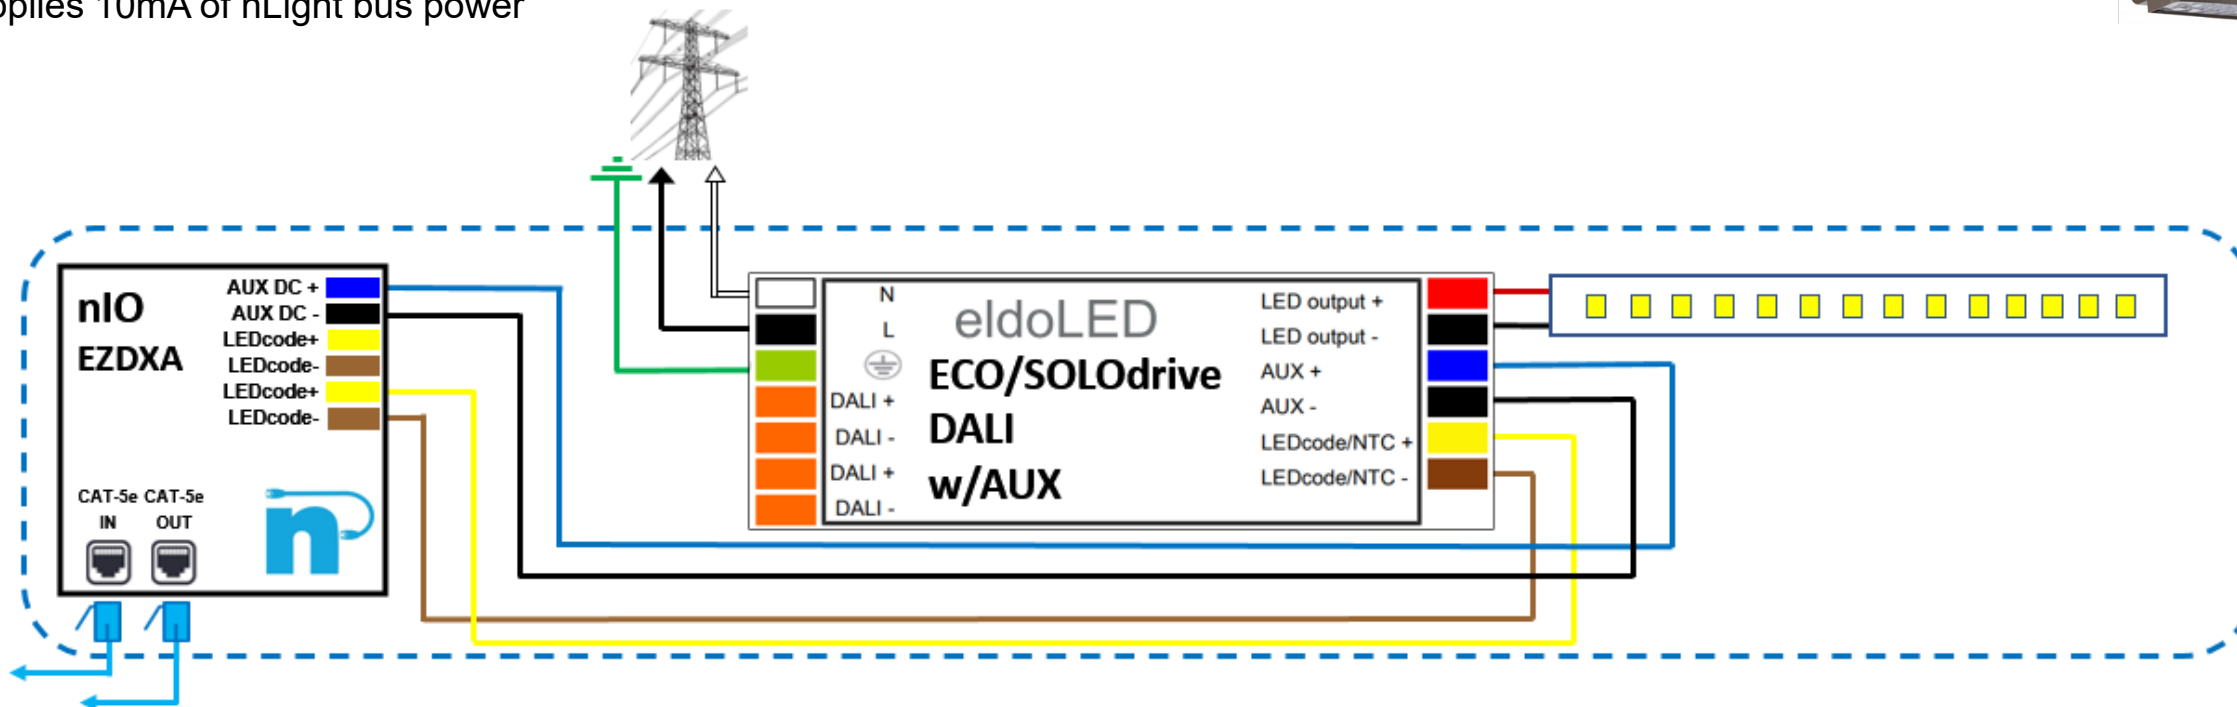 pplies 10mA of nLight bus power
nIO
EZDXA
AUX DC +
AUX DC -
LEDcode+
LEDcode-
LEDcode+
LEDcode-
CAT-5e CAT-5e
IN OUT
n
N
L
DALI +
DALI -
DALI +
DALI -
eldoLED
ECO/SOLOdrive
DALI
w/AUX
LED output +
LED output -
AUX +
AUX -
LEDcode/NTC +
LEDcode/NTC -